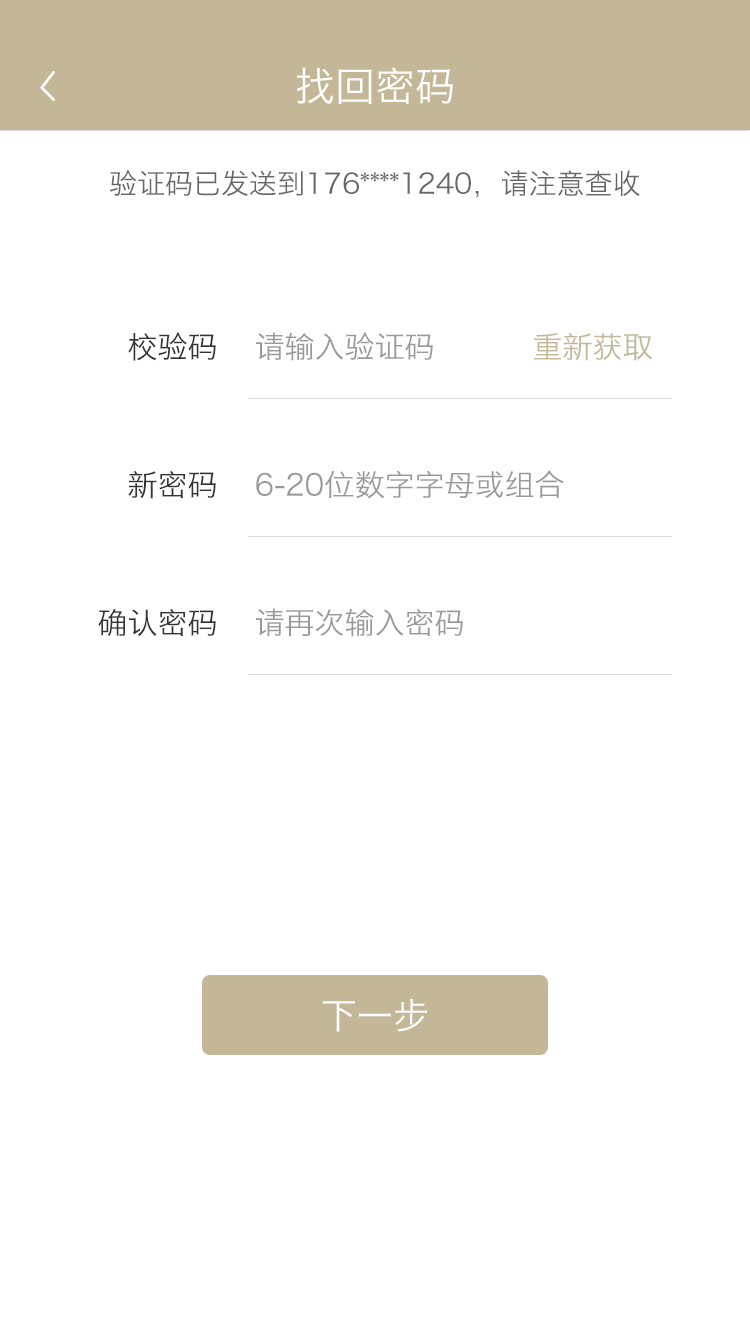 找回密码
验证码已发送到176****1240，请注意查收
校验码 请输入验证码 重新获取
新密码 6-20位数字字母或组合
确认密码 请再次输入密码
下一步